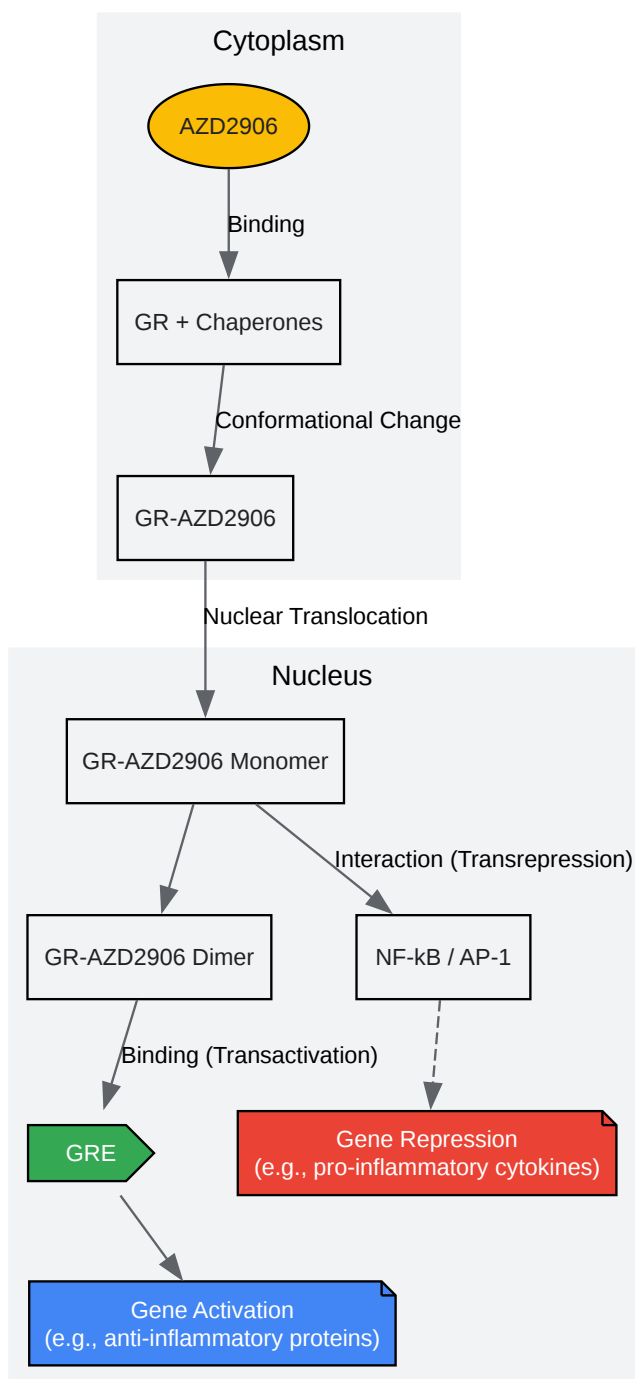 Cytoplasm
AZD2906
Binding
GR + Chaperones
Conformational Change
GR-AZD2906
Nuclear Translocation
Nucleus
GR-AZD2906 Monomer
Interaction (Transrepression)
GR-AZD2906 Dimer
NF-kB / AP-1
Binding (Transactivation)
GRE
Gene Repression
(e.g., pro-inflammatory cytokines)
Gene Activation
(e.g., anti-inflammatory proteins)